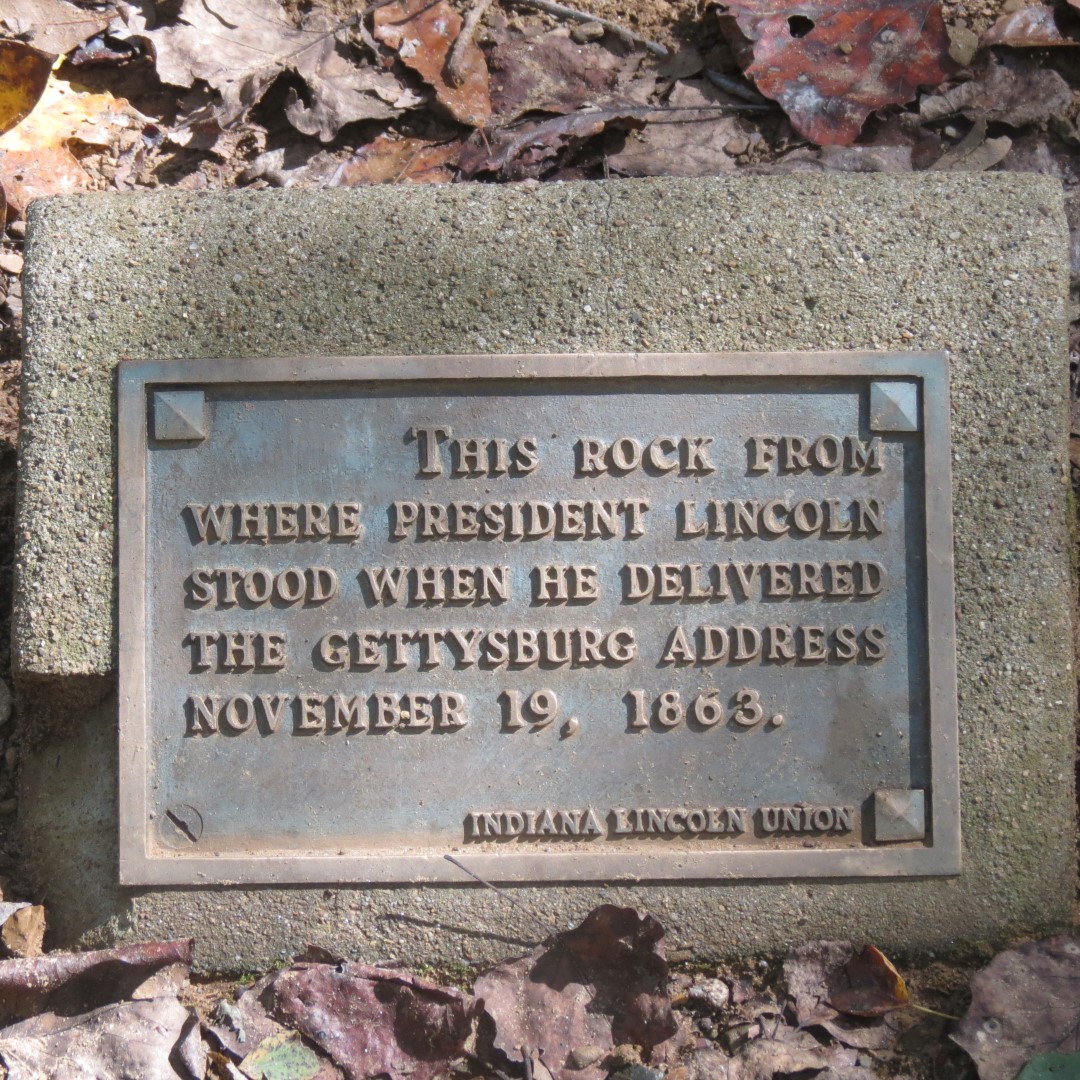 THIS ROCK FROM
WHERE PRESIDENT LINCOLN
STOOD WHEN HE DELIVERED
THE GETTYSBURG ADDRESS
NOVEMBER 19, 1863.
INDIANA LINCOLN UNION